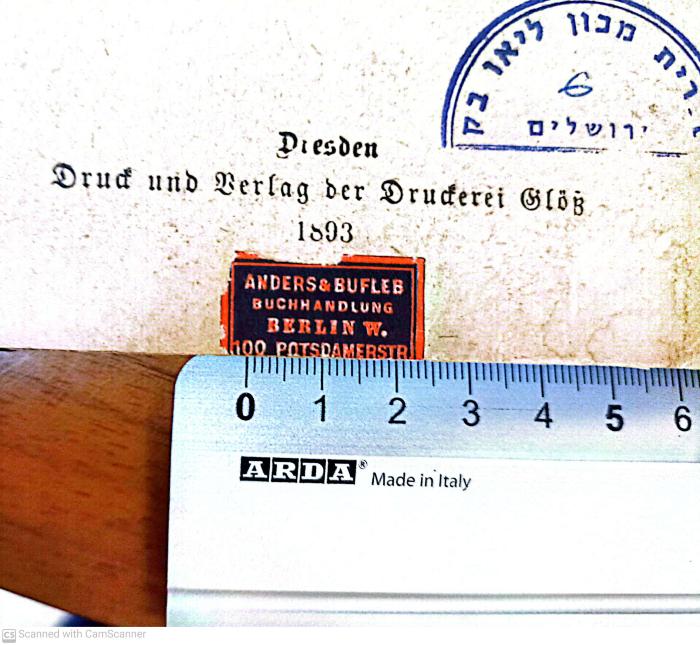 מכון ליאו בק
6
ירושלים
Dresden
Druck und Verlag der Druckerei Glöß
1893
ANDERS & BUFLEB
BUCHHANDLUNG
BERLIN W.
100 POTSDAMERSTR
0 1 2 3 4 5 6
ARDA® Made in Italy
CS Scanned with CamScanner